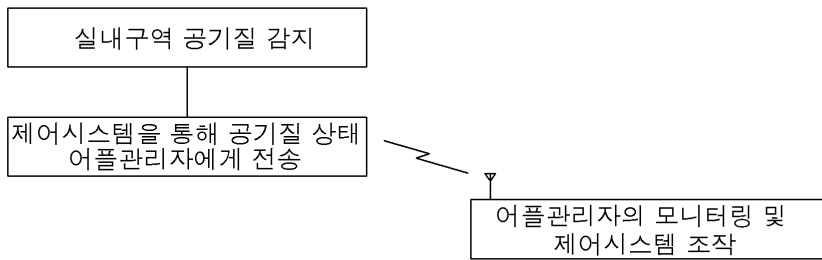 실내구역 공기질 감지
제어시스템을 통해 공기질 상태
어플관리자에게 전송
어플관리자의 모니터링 및
제어시스템 조작